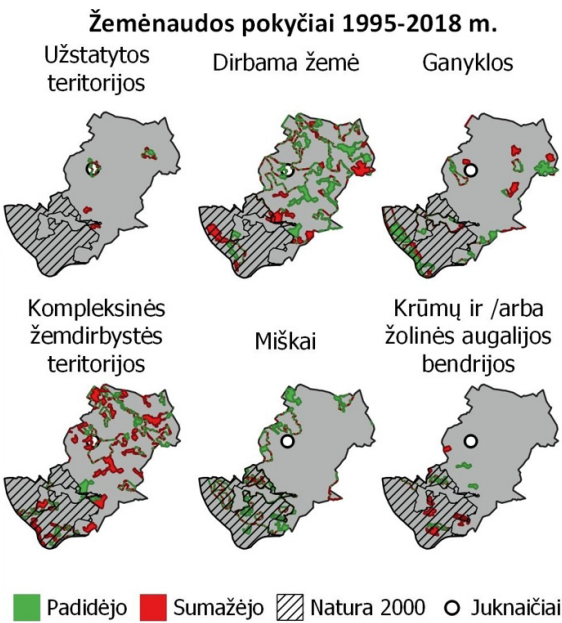 Žemėnaudos pokyčiai 1995-2018 m.
Užstatytos
teritorijos
Dirbama žemė
Ganyklos
Kompleksinės
žemdirbystės
teritorijos
Miškai
Krūmų ir /arba
žolinės augalijos
bendrijos
Padidėjo
Sumažėjo
Natura 2000
Juknaičiai